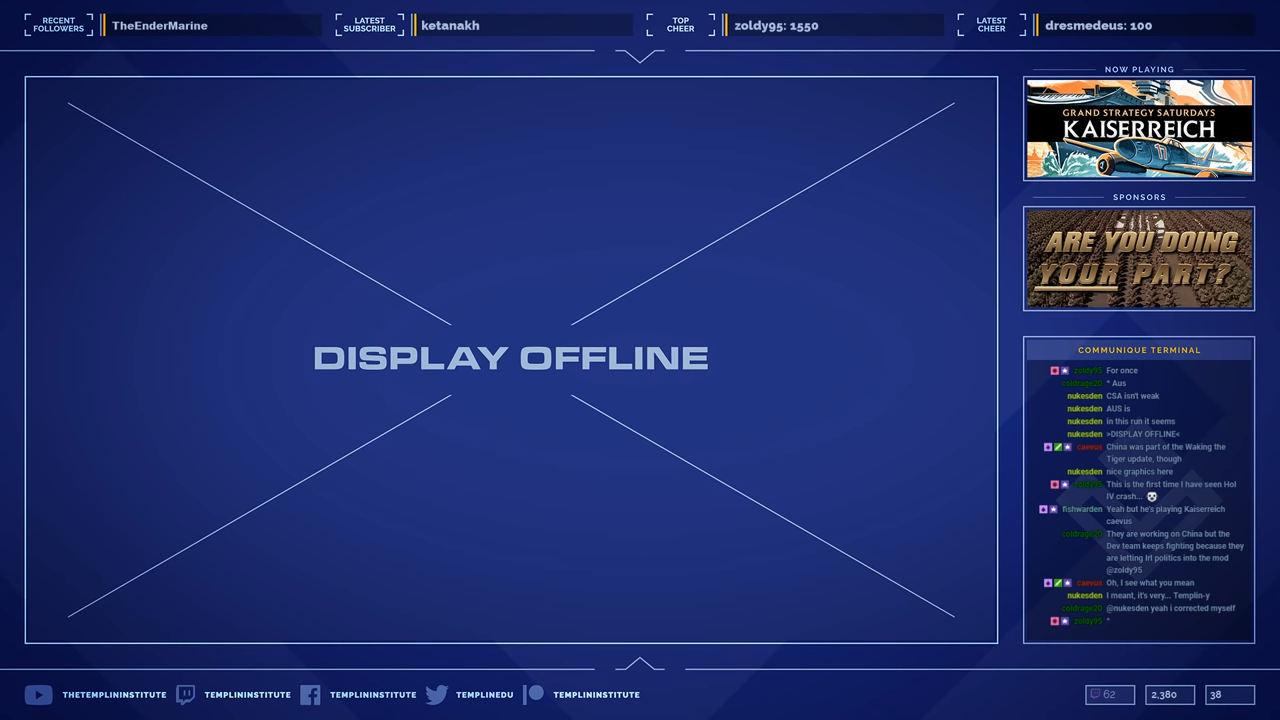 RECENT
FOLLOWERS
TheEnderMarine
LATEST
SUBSCRIBER
ketanakh
TOP
CHEER
zoldy95: 1550
LATEST
CHEER
dresmedeus: 100
NOW PLAYING
GRAND STRATEGY SATURDAYS
KAISERREICH
17
SPONSORS
ARE YOU DOING
YOUR PART?
DISPLAY OFFLINE
COMMUNIQUE TERMINAL
zoldy95 For once
coldrage20 * Aus
nukesden CSA isn't weak
nukesden AUS is
nukesden in this run it seems
nukesden >DISPLAY OFFLINE<
caevus China was part of the Waking the
Tiger update, though
nukesden nice graphics here
zoldy95 This is the first time I have seen HoI
IV crash...
fishwarden Yeah but he's playing Kaiserreich
caevus
coldrage20 They are working on China but the
Dev team keeps fighting because they
are letting Irl politics into the mod
@zoldy95
caevus Oh, I see what you mean
nukesden I meant, it's very... Templin-y
coldrage20 @nukesden yeah i corrected myself
zoldy95 *
THETEMPLININSTITUTE
TEMPLININSTITUTE
TEMPLININSTITUTE
TEMPLINEDU
TEMPLININSTITUTE
62
2,380
38